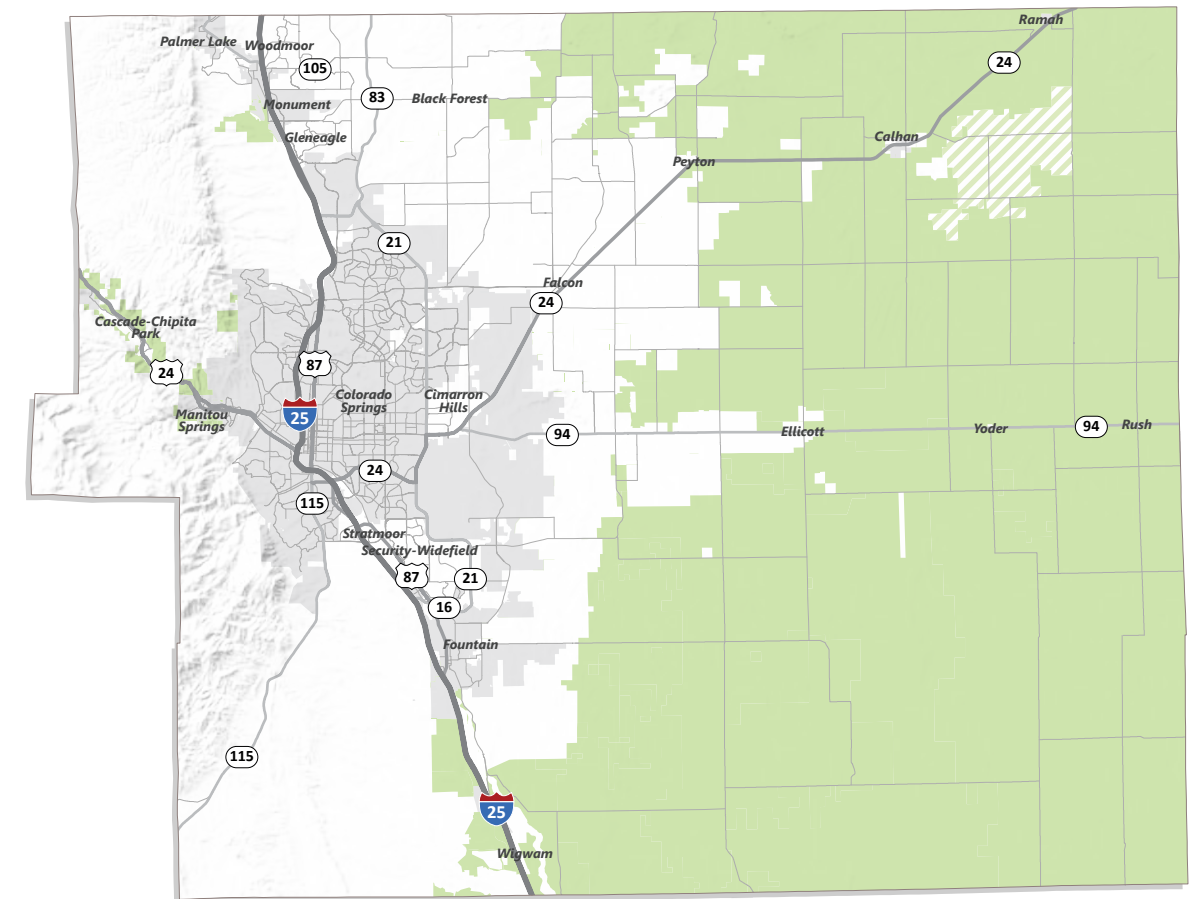 Ramah
Palmer Lake
Woodmoor
24
105
83
Black Forest
Monument
Gleneagle
Calhan
Peyton
21
Falcon
24
Cascade-Chipita
Park
87
24
Colorado
Springs
Cimarron
Hills
25
Manitou
Springs
94
Ellicott
Yoder
94
Rush
24
115
Stratmoor
Security-Widefield
87
21
16
Fountain
115
25
Wigwam